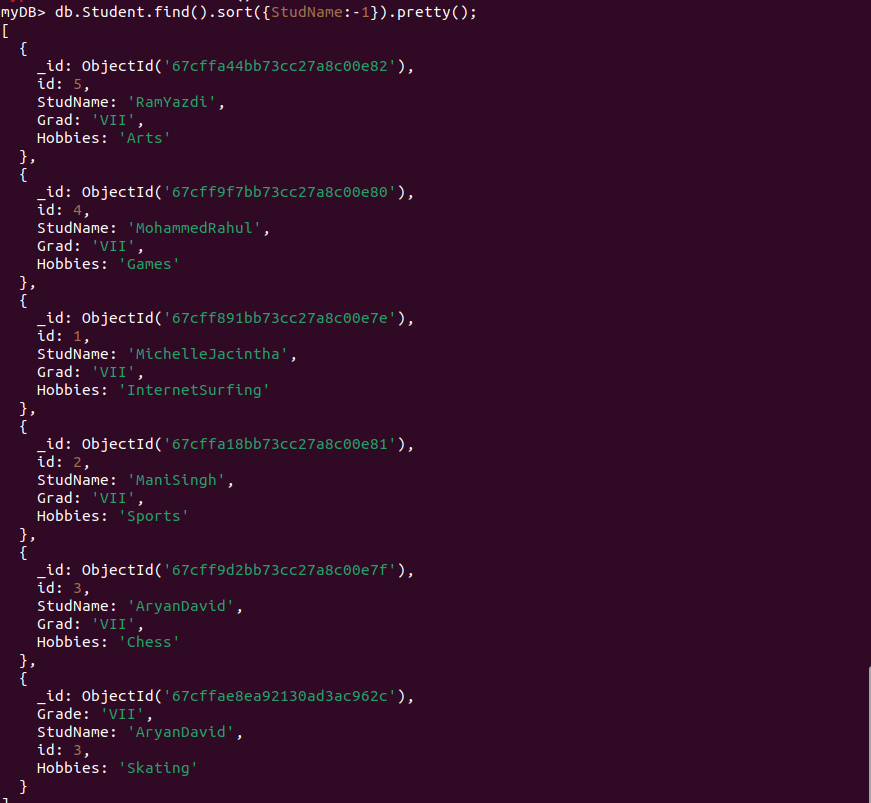 myDB> db.Student.find().sort({StudName:-1}).pretty();
[
  {
    _id: ObjectId('67cffa44bb73cc27a8c00e82'),
    id: 5,
    StudName: 'RamYazdi',
    Grad: 'VII',
    Hobbies: 'Arts'
  },
  {
    _id: ObjectId('67cff9f7bb73cc27a8c00e80'),
    id: 4,
    StudName: 'MohammedRahul',
    Grad: 'VII',
    Hobbies: 'Games'
  },
  {
    _id: ObjectId('67cff891bb73cc27a8c00e7e'),
    id: 1,
    StudName: 'MichelleJacintha',
    Grad: 'VII',
    Hobbies: 'InternetSurfing'
  },
  {
    _id: ObjectId('67cffa18bb73cc27a8c00e81'),
    id: 2,
    StudName: 'ManiSingh',
    Grad: 'VII',
    Hobbies: 'Sports'
  },
  {
    _id: ObjectId('67cff9d2bb73cc27a8c00e7f'),
    id: 3,
    StudName: 'AryanDavid',
    Grad: 'VII',
    Hobbies: 'Chess'
  },
  {
    _id: ObjectId('67cffae8ea92130ad3ac962c'),
    Grade: 'VII',
    StudName: 'AryanDavid',
    id: 3,
    Hobbies: 'Skating'
  }